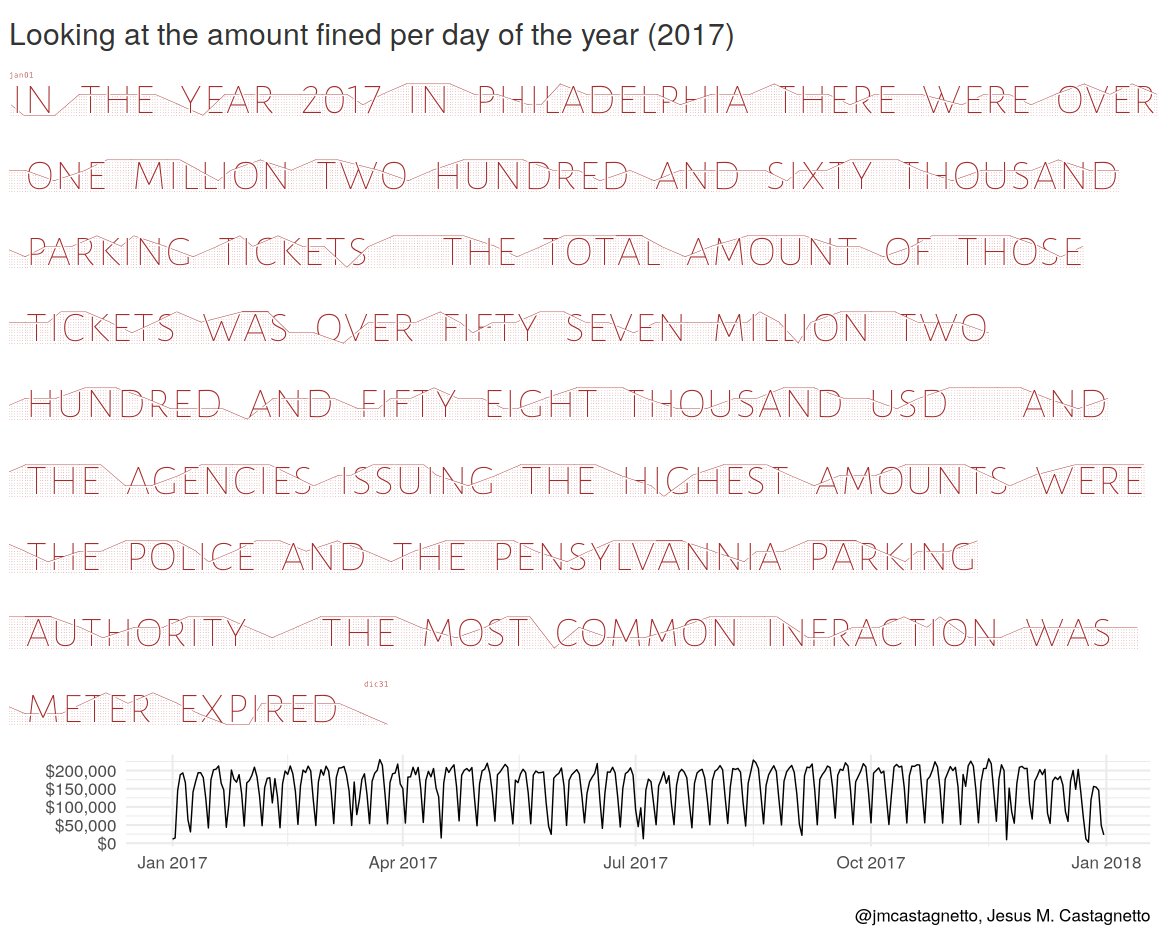 Looking at the amount fined per day of the year (2017)
jan01
IN THE YEAR 2017 IN PHILADELPHIA THERE WERE OVER
ONE MILLION TWO HUNDRED AND SIXTY THOUSAND
PARKING TICKETS THE TOTAL AMOUNT OF THOSE
TICKETS WAS OVER FIFTY SEVEN MILLION TWO
HUNDRED AND FIFTY EIGHT THOUSAND USD AND
THE AGENCIES ISSUING THE HIGHEST AMOUNTS WERE
THE POLICE AND THE PENSYLVANNIA PARKING
AUTHORITY THE MOST COMMON INFRACTION WAS
dic31
METER EXPIRED
$200,000
$150,000
$100,000
$50,000
$0
Jan 2017 Apr 2017 Jul 2017 Oct 2017 Jan 2018
@jmcastagnetto, Jesus M. Castagnetto